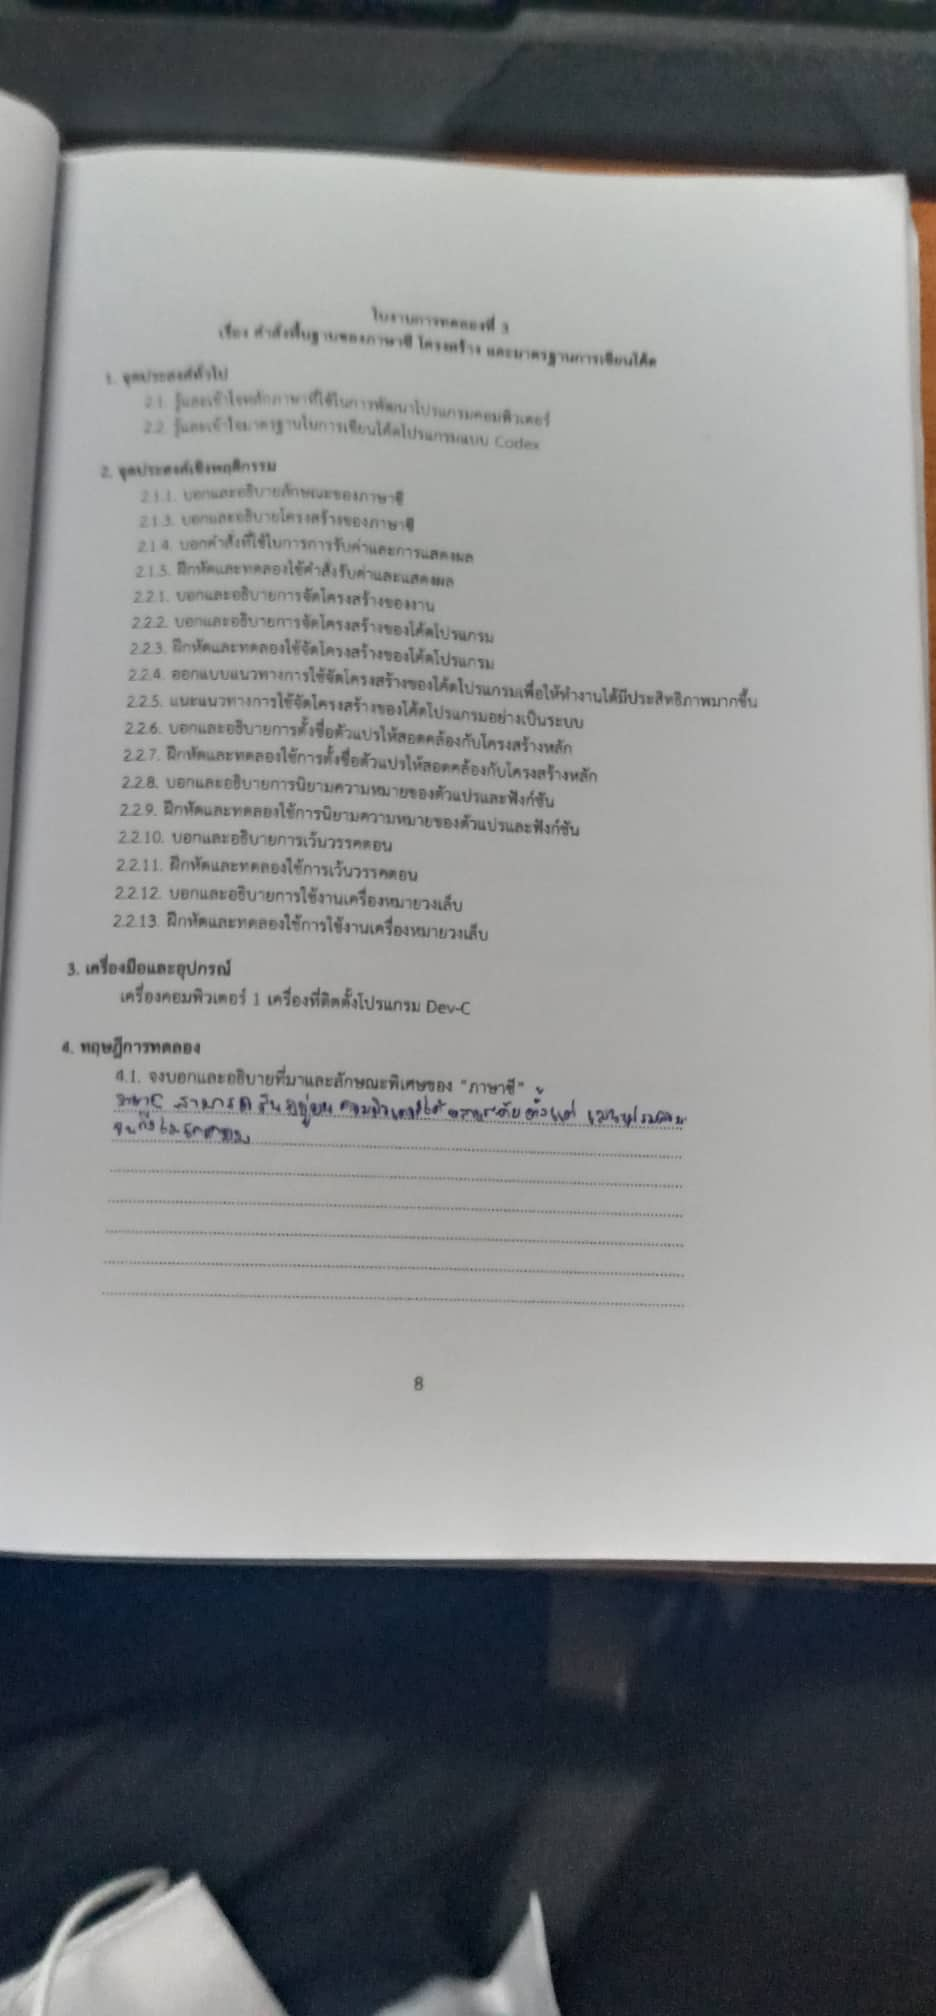 ใบงานการทดลองที่ 3
เรื่อง คำสั่งพื้นฐานของภาษาซี โครงสร้าง และมาตรฐานการเขียนโค้ด
1. จุดประสงค์ทั่วไป
2.1. รู้และเข้าใจหลักภาษาที่ใช้ในการพัฒนาโปรแกรมคอมพิวเตอร์
2.2. รู้และเข้าใจมาตรฐานในการเขียนโค้ดโปรแกรมแบบ Codex
2. จุดประสงค์เชิงพฤติกรรม
2.1.1. บอกและอธิบายลักษณะของภาษาซี
2.1.3. บอกและอธิบายโครงสร้างของภาษาซี
2.1.4. บอกคำสั่งที่ใช้ในการการรับค่าและการแสดงผล
2.1.5. ฝึกหัดและทดลองใช้คำสั่งรับค่าและแสดงผล
2.2.1. บอกและอธิบายการจัดโครงสร้างของงาน
2.2.2. บอกและอธิบายการจัดโครงสร้างของโค้ดโปรแกรม
2.2.3. ฝึกหัดและทดลองใช้จัดโครงสร้างของโค้ดโปรแกรม
2.2.4. ออกแบบแนวทางการใช้จัดโครงสร้างของโค้ดโปรแกรมเพื่อให้ทำงานได้มีประสิทธิภาพมากขึ้น
2.2.5. แนะแนวทางการใช้จัดโครงสร้างของโค้ดโปรแกรมอย่างเป็นระบบ
2.2.6. บอกและอธิบายการตั้งชื่อตัวแปรให้สอดคล้องกับโครงสร้างหลัก
2.2.7. ฝึกหัดและทดลองใช้การตั้งชื่อตัวแปรให้สอดคล้องกับโครงสร้างหลัก
2.2.8. บอกและอธิบายการนิยามความหมายของตัวแปรและฟังก์ชัน
2.2.9. ฝึกหัดและทดลองใช้การนิยามความหมายของตัวแปรและฟังก์ชัน
2.2.10. บอกและอธิบายการเว้นวรรคตอน
2.2.11. ฝึกหัดและทดลองใช้การเว้นวรรคตอน
2.2.12. บอกและอธิบายการใช้งานเครื่องหมายวงเล็บ
2.2.13. ฝึกหัดและทดลองใช้การใช้งานเครื่องหมายวงเล็บ
3. เครื่องมือและอุปกรณ์
เครื่องคอมพิวเตอร์ 1 เครื่องที่ติดตั้งโปรแกรม Dev-C
4. ทฤษฎีการทดลอง
4.1. จงบอกและอธิบายที่มาและลักษณะพิเศษของ "ภาษาซี"
ภาษาC สามารถ รันอยู่บน คอมพิวเตอร์ได้ หลายระดับ ตั้งแต่
จนถึงไมโคร
8